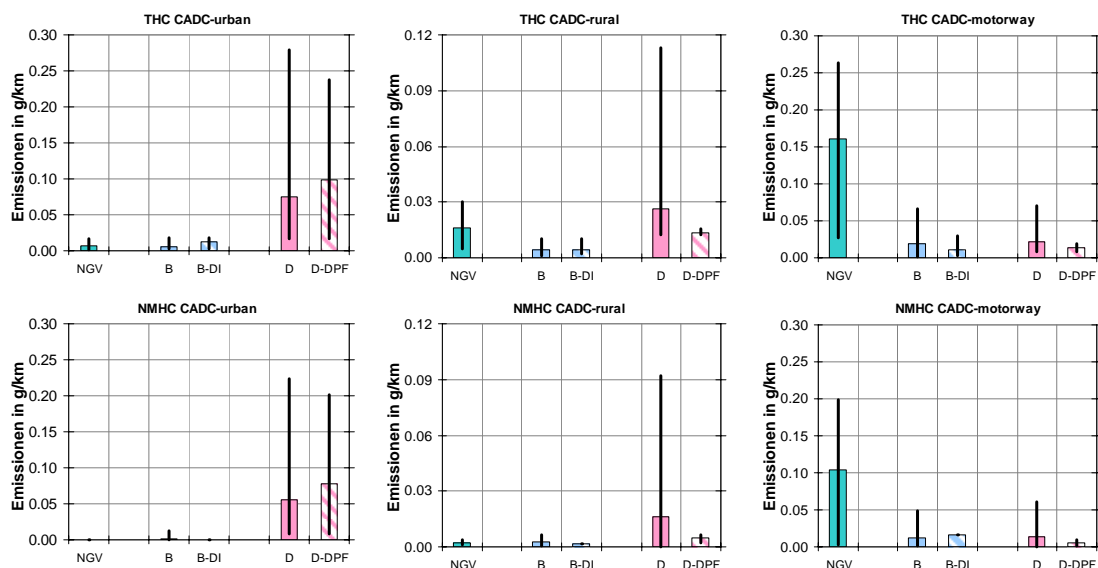 THC CADC-urban
Emissionen in g/km
0.30
0.25
0.20
0.15
0.10
0.05
0.00
NGV B B-DI D D-DPF
THC CADC-rural
Emissionen in g/km
0.12
0.09
0.06
0.03
0.00
NGV B B-DI D D-DPF
THC CADC-motorway
Emissionen in g/km
0.30
0.25
0.20
0.15
0.10
0.05
0.00
NGV B B-DI D D-DPF
NMHC CADC-urban
Emissionen in g/km
0.30
0.25
0.20
0.15
0.10
0.05
0.00
NGV B B-DI D D-DPF
NMHC CADC-rural
Emissionen in g/km
0.12
0.09
0.06
0.03
0.00
NGV B B-DI D D-DPF
NMHC CADC-motorway
Emissionen in g/km
0.30
0.25
0.20
0.15
0.10
0.05
0.00
NGV B B-DI D D-DPF